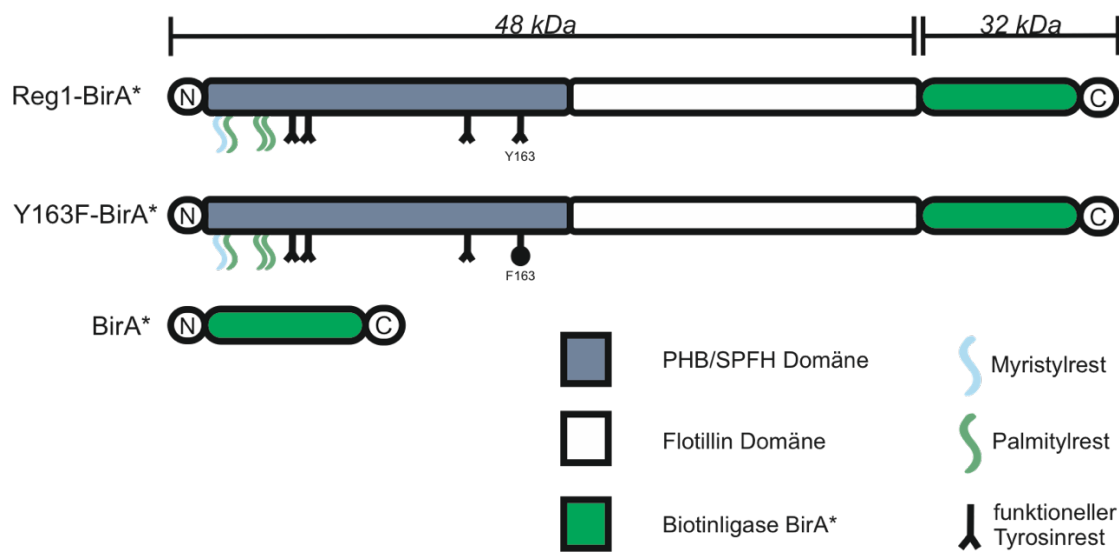 48 kDa 32 kDa
Reg1-BirA* N C
Y163
Y163F-BirA* N C
F163
BirA* N C
PHB/SPFH Domäne Myristylrest
Flotillin Domäne Palmitylrest
Biotinligase BirA* funktioneller
Tyrosinrest